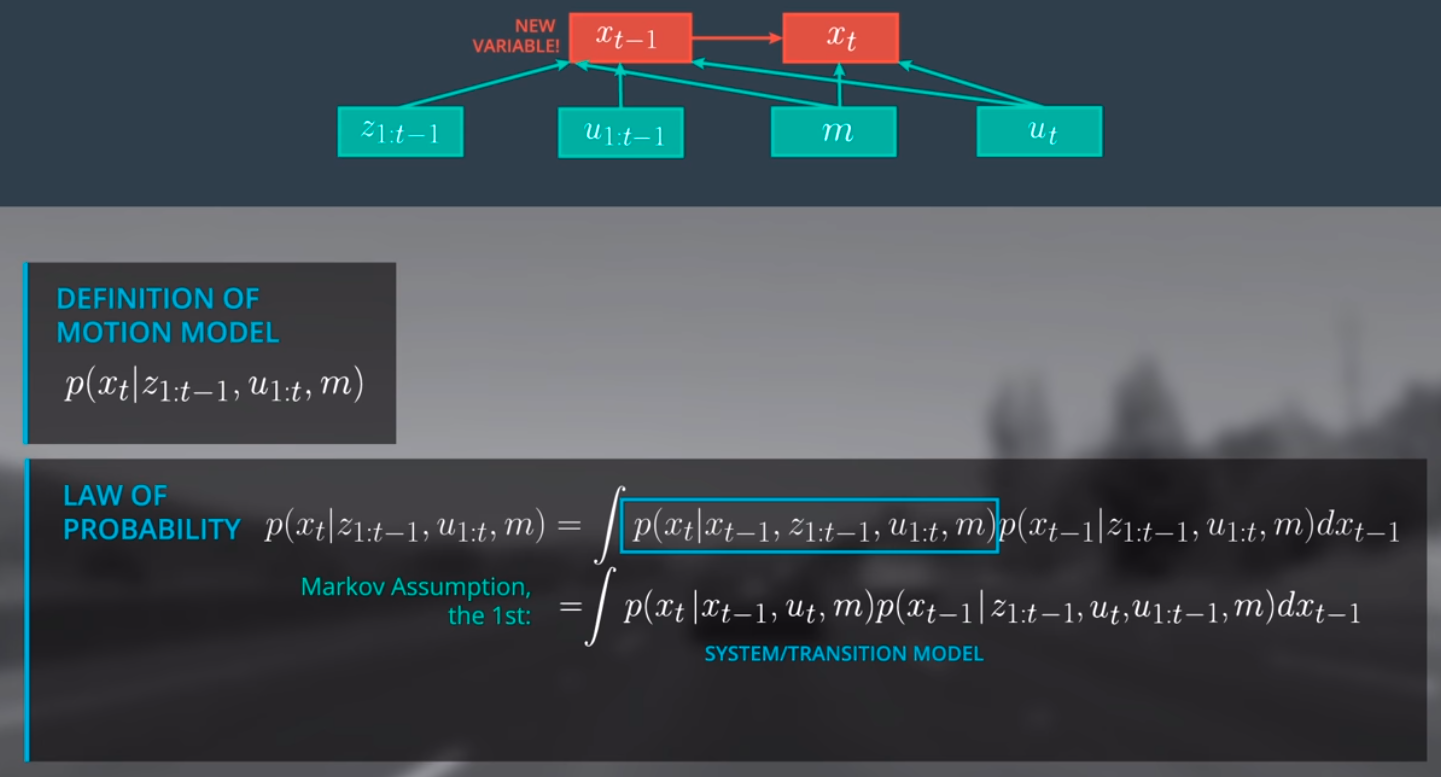 NEW
VARIABLE!
x_{t−1}
x_t
z_{1:t−1}
u_{1:t−1}
m
u_t
DEFINITION OF
MOTION MODEL
p(x_t|z_{1:t−1}, u_{1:t}, m)
LAW OF
PROBABILITY
p(x_t|z_{1:t−1}, u_{1:t}, m) = ∫ p(x_t|x_{t−1}, z_{1:t−1}, u_{1:t}, m)p(x_{t−1}|z_{1:t−1}, u_{1:t}, m)dx_{t−1}
Markov Assumption,
the 1st:
= ∫ p(x_t|x_{t−1}, u_t, m)p(x_{t−1}|z_{1:t−1}, u_t, u_{1:t−1}, m)dx_{t−1}
SYSTEM/TRANSITION MODEL